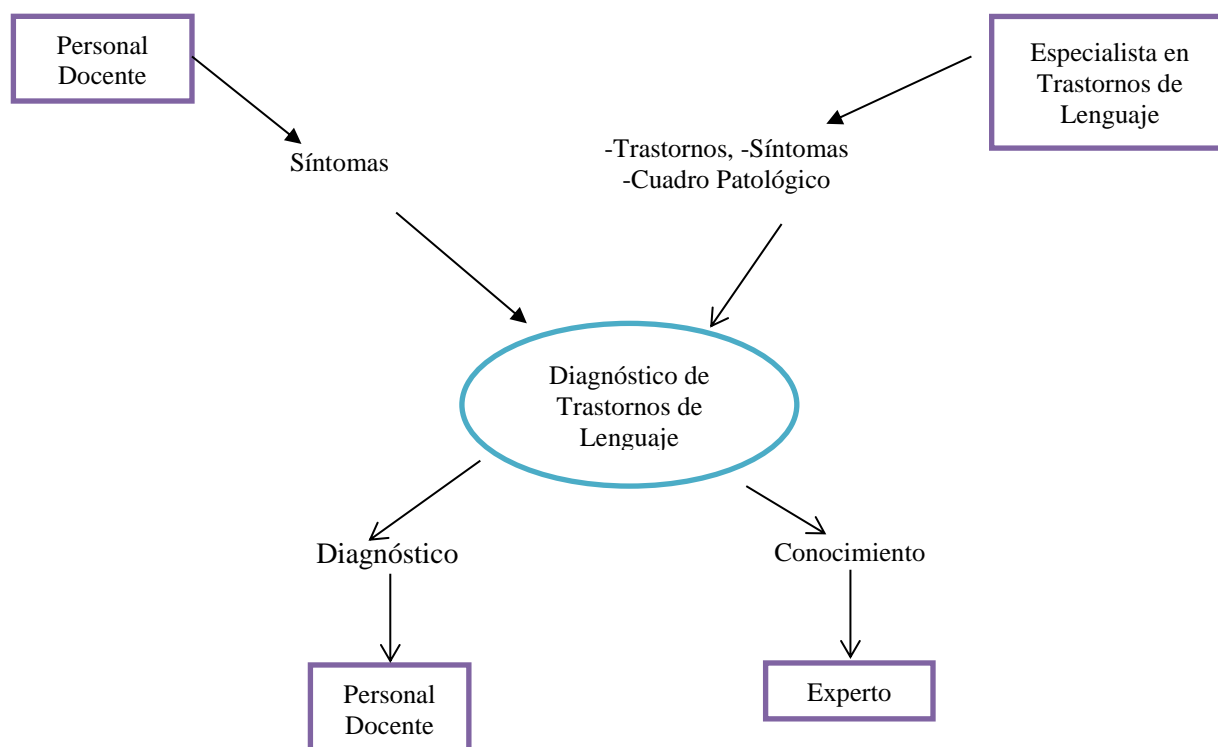 Personal
Docente
Especialista en
Trastornos de
Lenguaje
Síntomas
-Trastornos, -Síntomas
-Cuadro Patológico
Diagnóstico de
Trastornos de
Lenguaje
Diagnóstico
Conocimiento
Personal
Docente
Experto